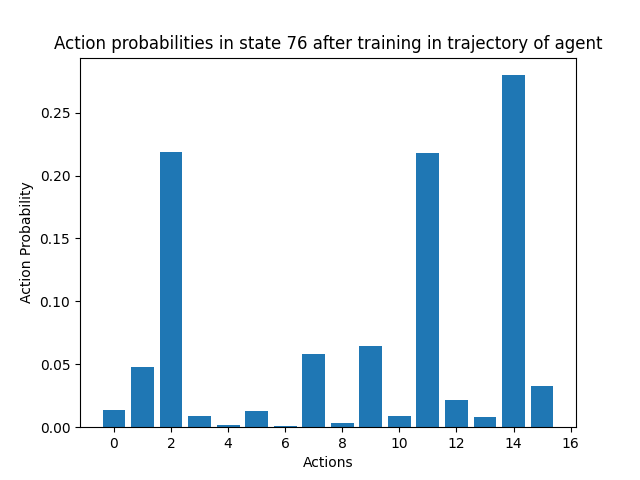 Action probabilities in state 76 after training in trajectory of agent
0.25
0.20
0.15
0.10
0.05
0.00
Action Probability
0 2 4 6 8 10 12 14 16
Actions